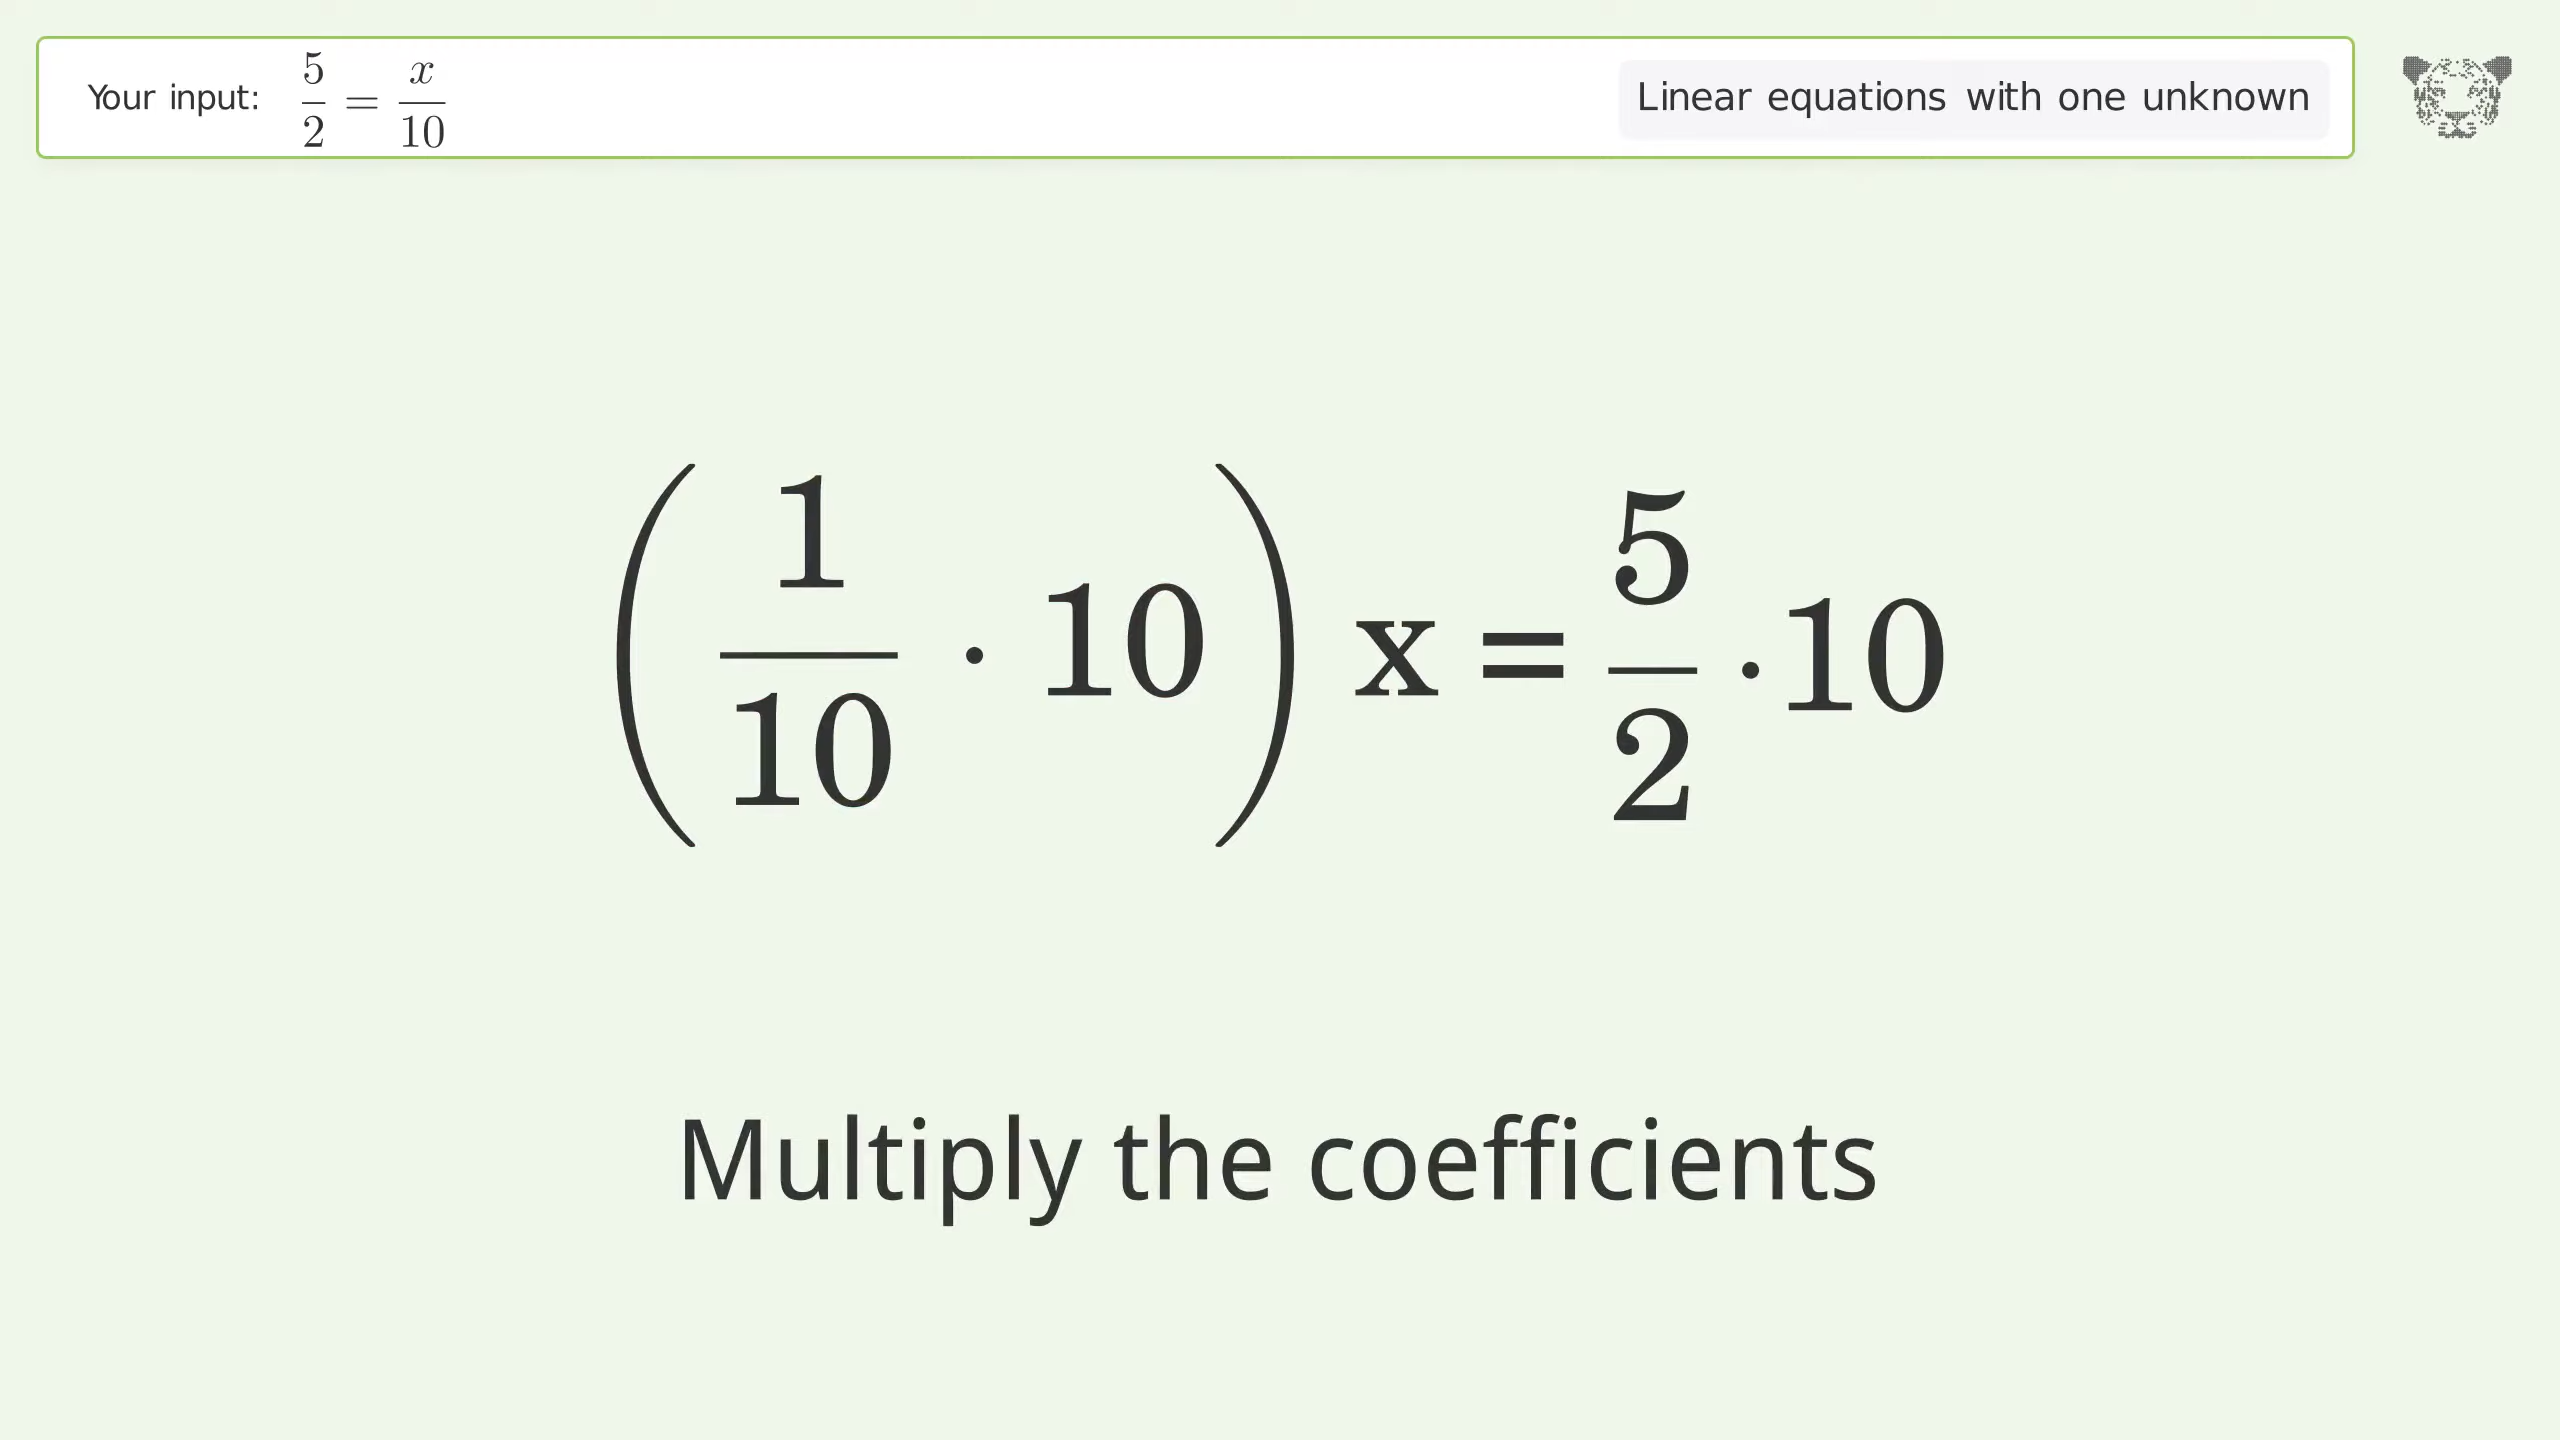 Your input: 5/2 = x/10
Linear equations with one unknown
(1/10 · 10) x = 5/2 · 10
Multiply the coefficients